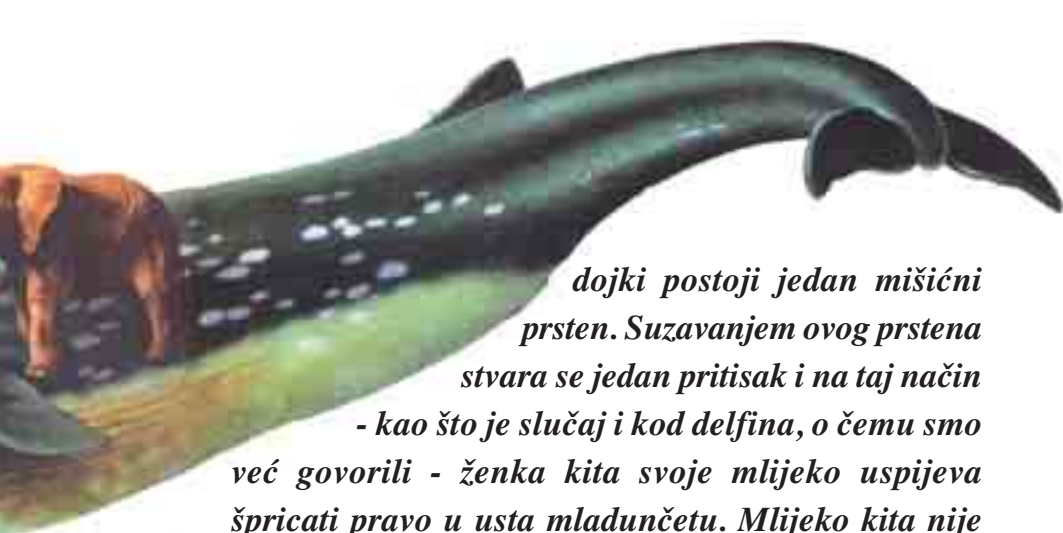 dojki postoji jedan mišićni
prsten. Suzavanjem ovog prstena
stvara se jedan pritisak i na taj način
- kao što je slučaj i kod delfina, o čemu smo
već govorili - ženka kita svoje mlijeko uspijeva
špricati pravo u usta mladunčetu. Mlijeko kita nije